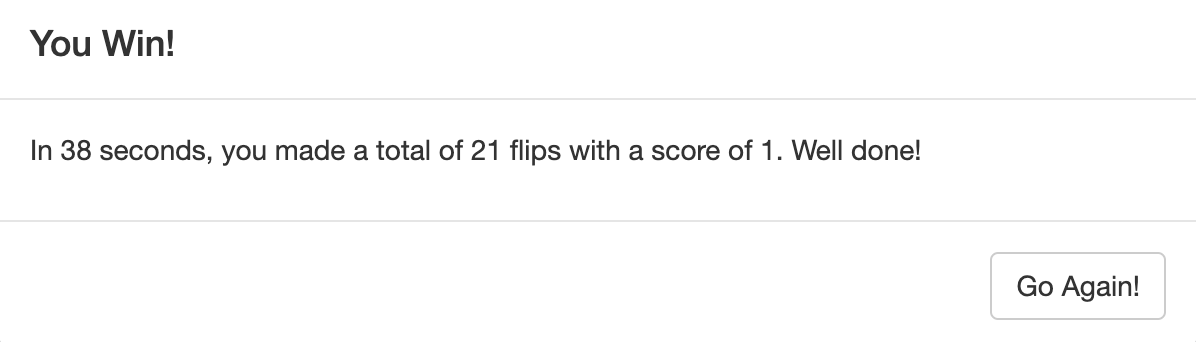 You Win!
In 38 seconds, you made a total of 21 flips with a score of 1. Well done!
Go Again!